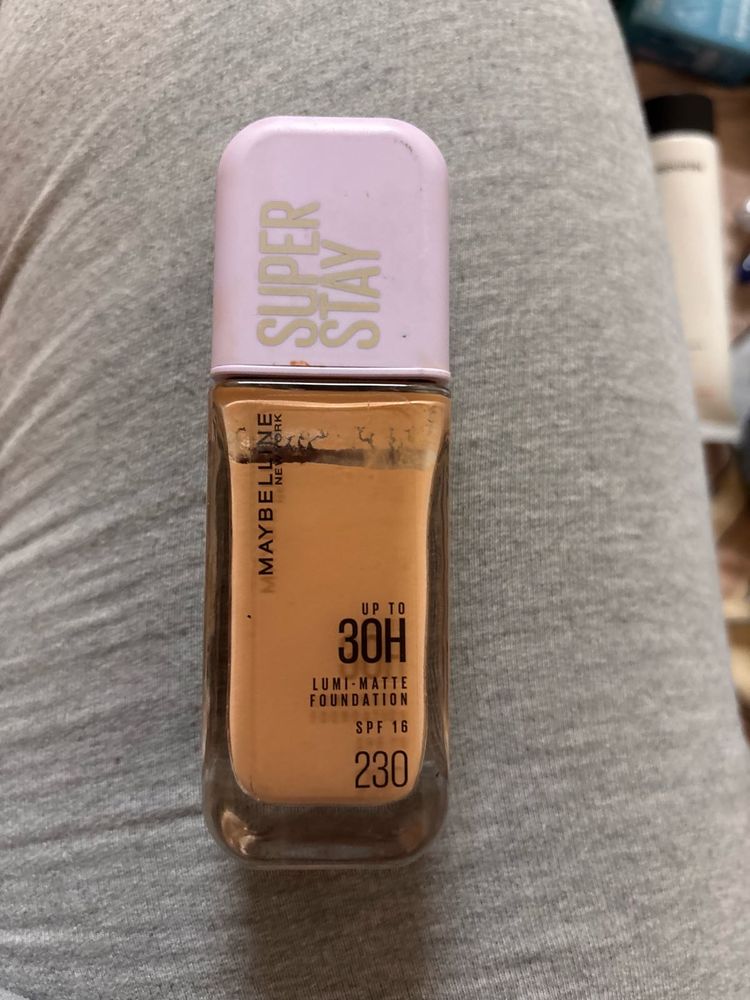 SUPER
STAY
MAYBELLINE
NEW YORK
UP TO
30H
LUMI-MATTE
FOUNDATION
SPF 16
230